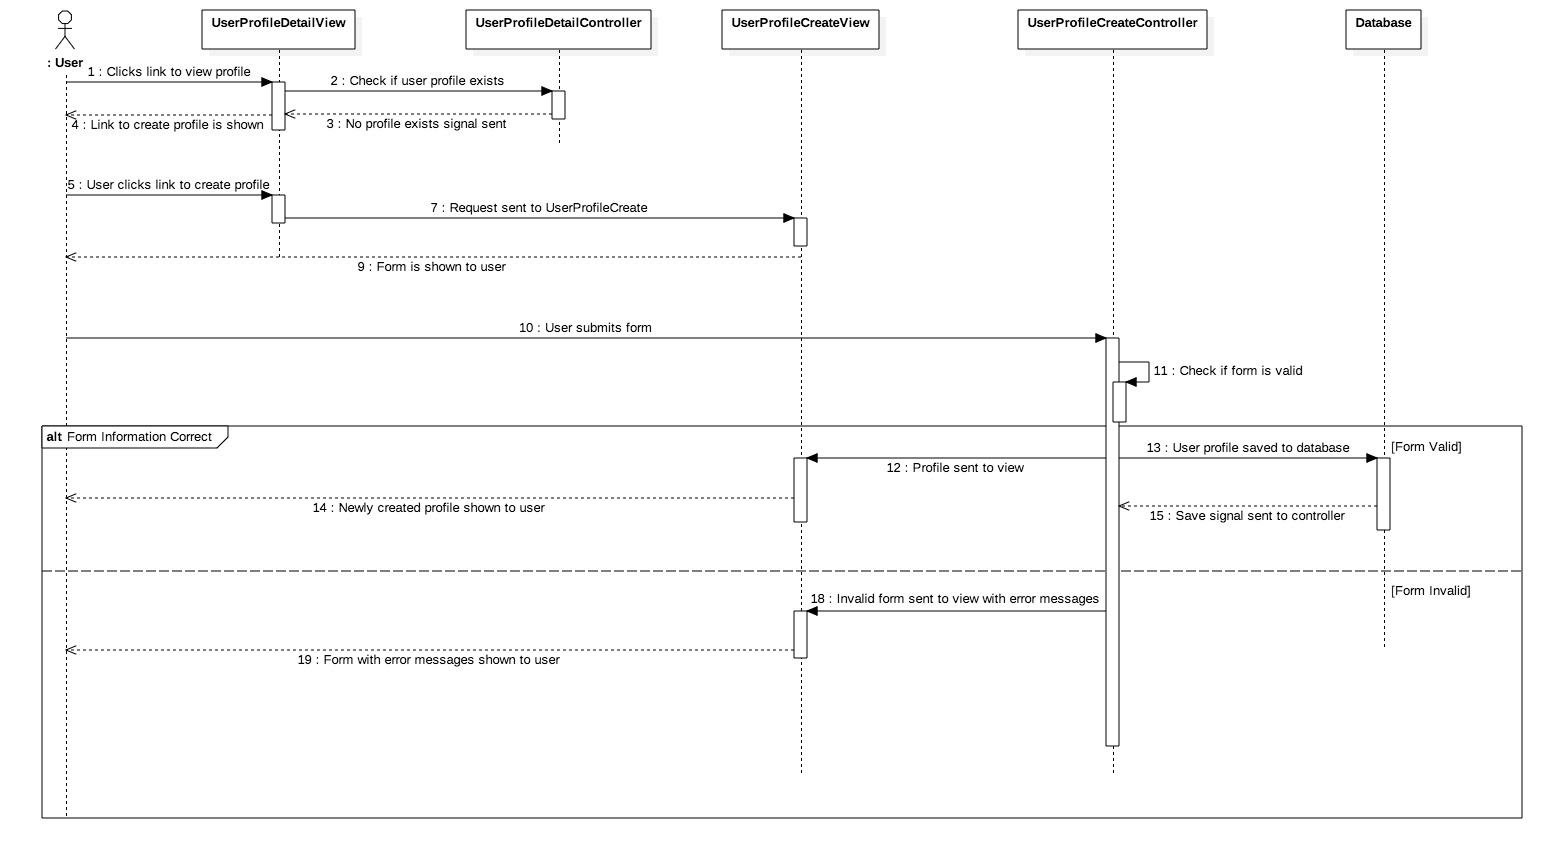 UserProfileDetailView
UserProfileDetailController
UserProfileCreateView
UserProfileCreateController
Database
: User
1 : Clicks link to view profile
2 : Check if user profile exists
3 : No profile exists signal sent
4 : Link to create profile is shown
5 : User clicks link to create profile
7 : Request sent to UserProfileCreate
9 : Form is shown to user
10 : User submits form
11 : Check if form is valid
alt Form Information Correct
[Form Valid]
13 : User profile saved to database
12 : Profile sent to view
14 : Newly created profile shown to user
15 : Save signal sent to controller
[Form Invalid]
18 : Invalid form sent to view with error messages
19 : Form with error messages shown to user